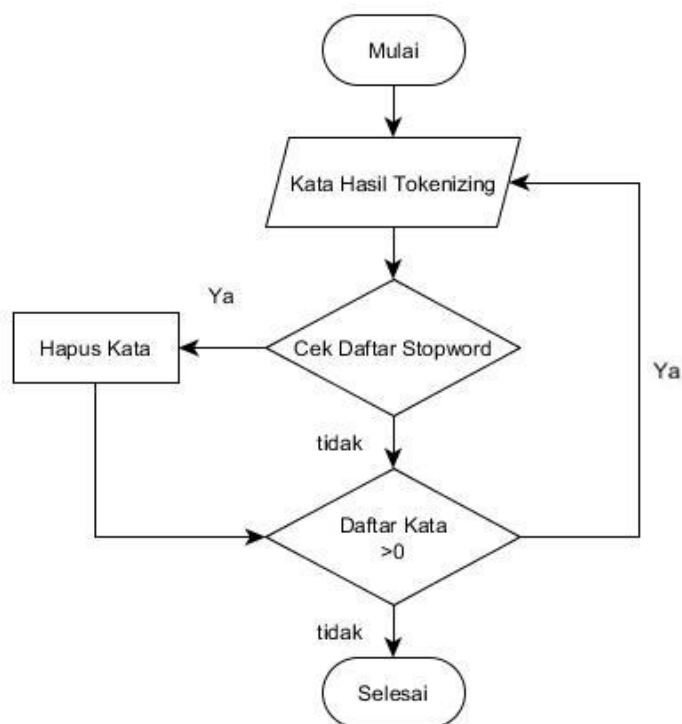 Mulai
Kata Hasil Tokenizing
Ya
Hapus Kata
Cek Daftar Stopword
Ya
tidak
Daftar Kata
>0
tidak
Selesai